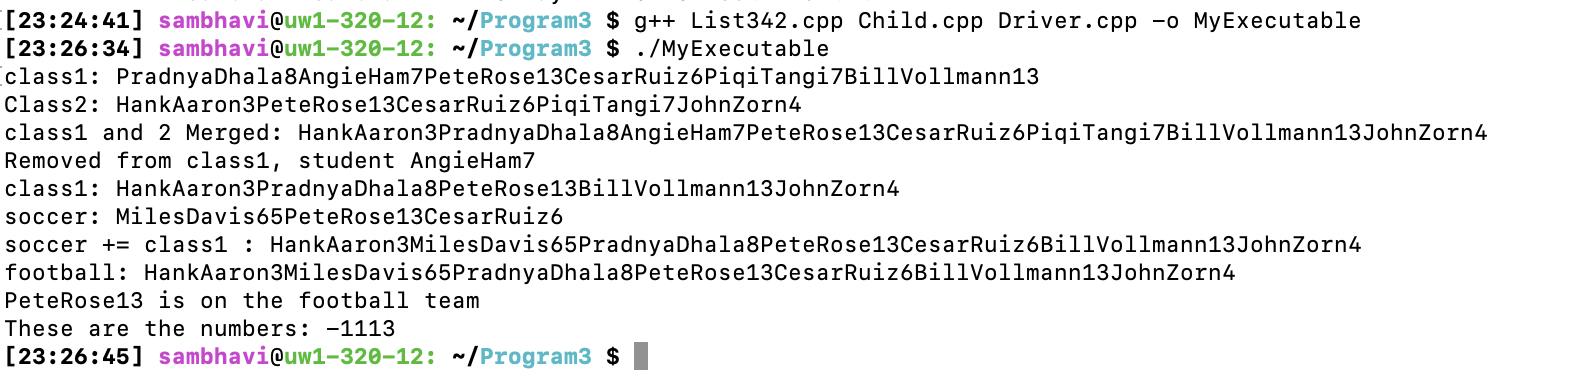 [23:24:41] sambhavi@uw1-320-12: ~/Program3 $ g++ List342.cpp Child.cpp Driver.cpp -o MyExecutable
[23:26:34] sambhavi@uw1-320-12: ~/Program3 $ ./MyExecutable
class1: PradnyaDhala8AngieHam7PeteRose13CesarRuiz6PiqiTangi7BillVollmann13
Class2: HankAaron3PeteRose13CesarRuiz6PiqiTangi7JohnZorn4
class1 and 2 Merged: HankAaron3PradnyaDhala8AngieHam7PeteRose13CesarRuiz6PiqiTangi7BillVollmann13JohnZorn4
Removed from class1, student AngieHam7
class1: HankAaron3PradnyaDhala8PeteRose13BillVollmann13JohnZorn4
soccer: MilesDavis65PeteRose13CesarRuiz6
soccer += class1 : HankAaron3MilesDavis65PradnyaDhala8PeteRose13CesarRuiz6BillVollmann13JohnZorn4
football: HankAaron3MilesDavis65PradnyaDhala8PeteRose13CesarRuiz6BillVollmann13JohnZorn4
PeteRose13 is on the football team
These are the numbers: -1113
[23:26:45] sambhavi@uw1-320-12: ~/Program3 $